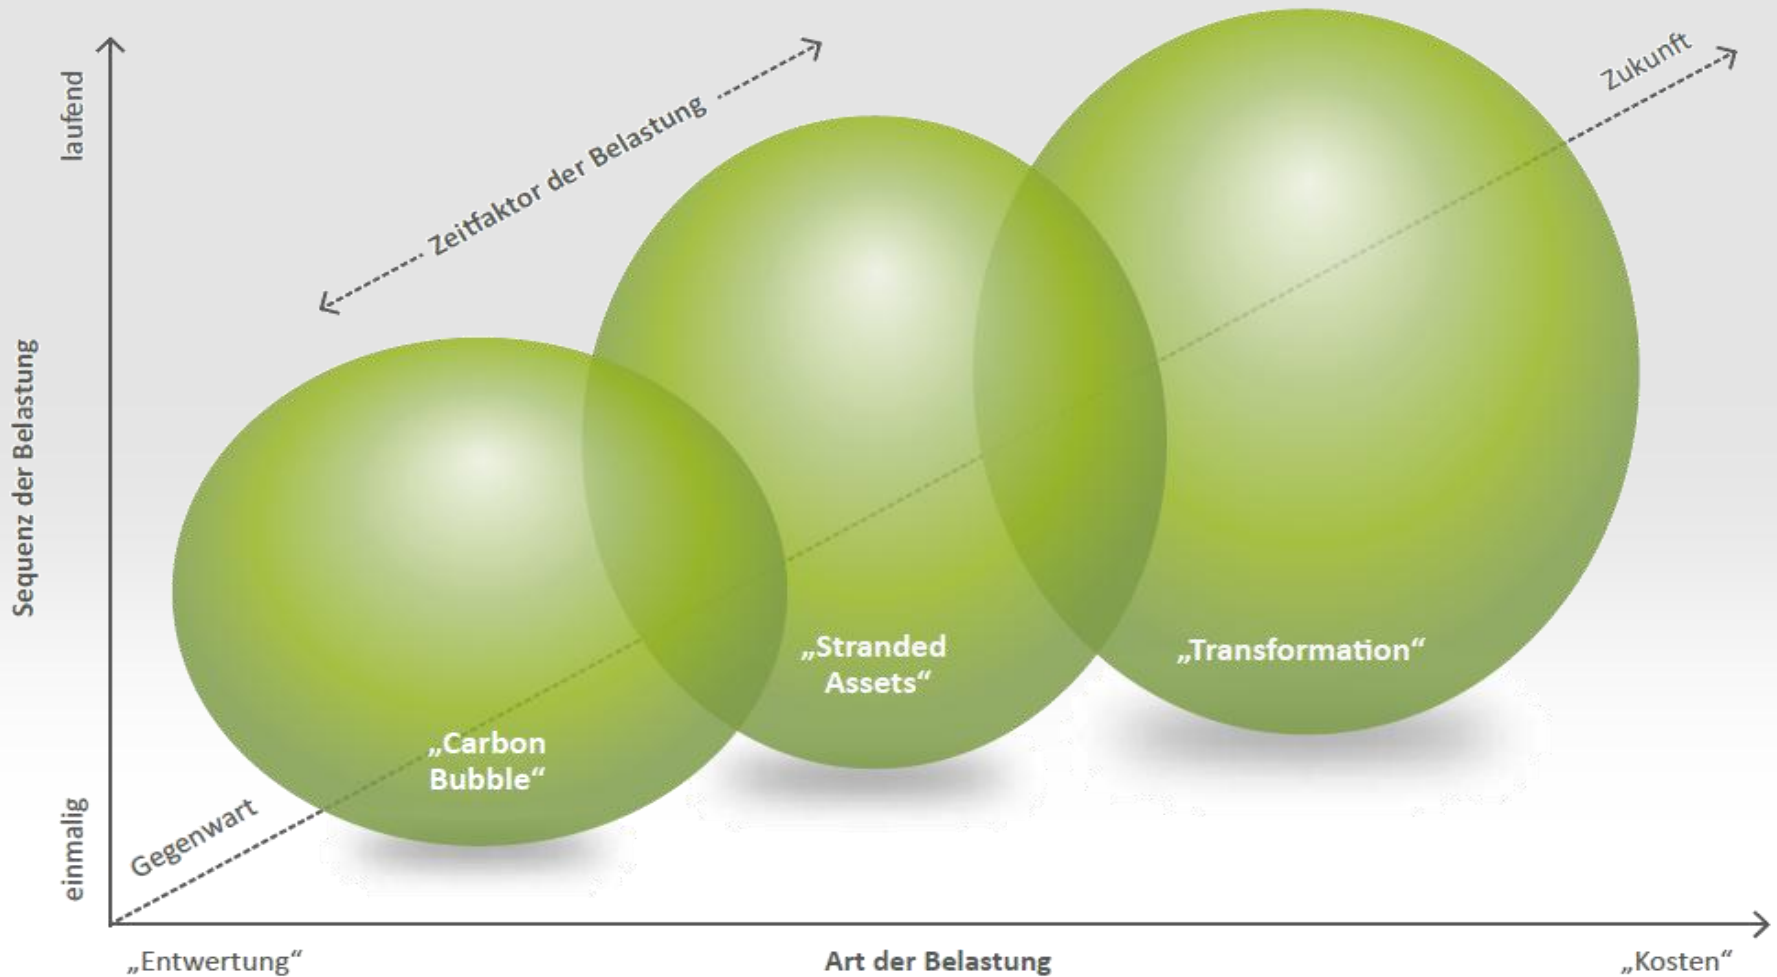 Zukunft
laufend
Zeitfaktor der Belastung
Sequenz der Belastung
„Stranded
Assets“
„Transformation“
„Carbon
Bubble“
Gegenwart
einmalig
„Entwertung“
Art der Belastung
„Kosten“